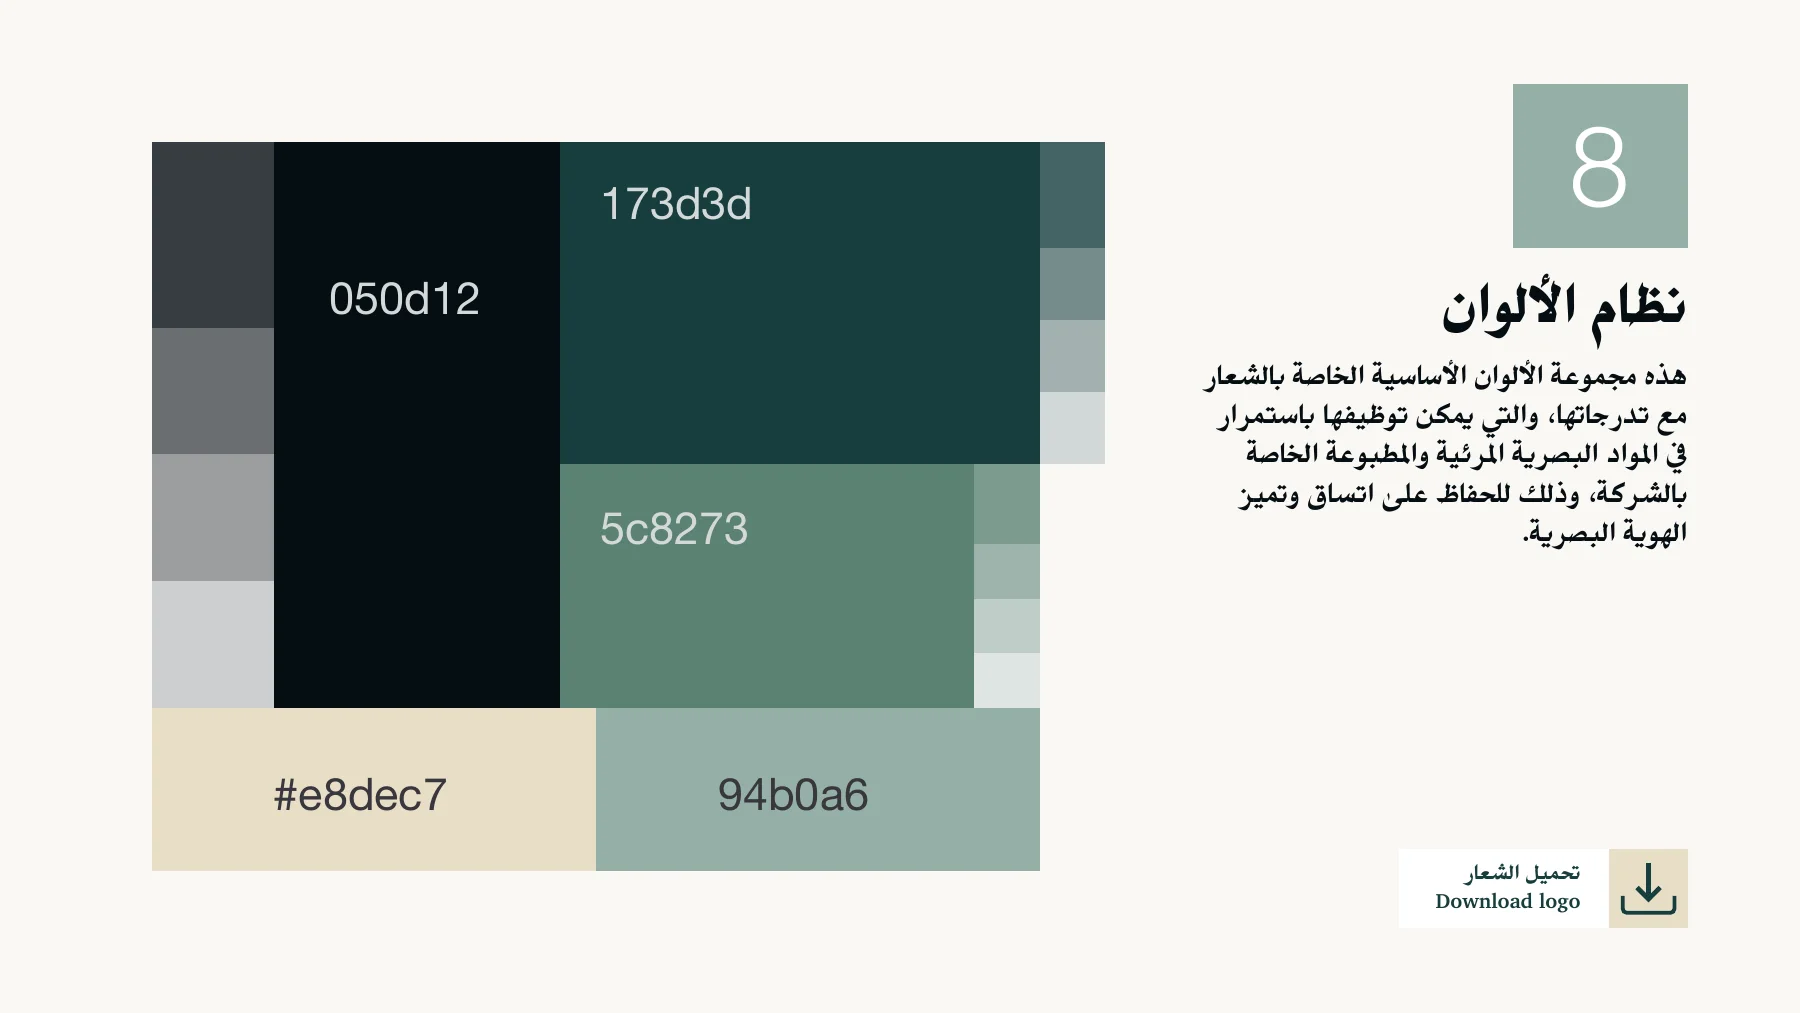 8
نظام الألوان
هذه مجموعة الألوان الأساسية الخاصة بالشعار
مع تدرجاتها، والتي يمكن توظيفها باستمرار
في المواد البصرية المرئية والمطبوعة الخاصة
بالشركة، وذلك للحفاظ على اتساق وتميز
الهوية البصرية.
173d3d
050d12
5c8273
#e8dec7
94b0a6
تحميل الشعار
Download logo